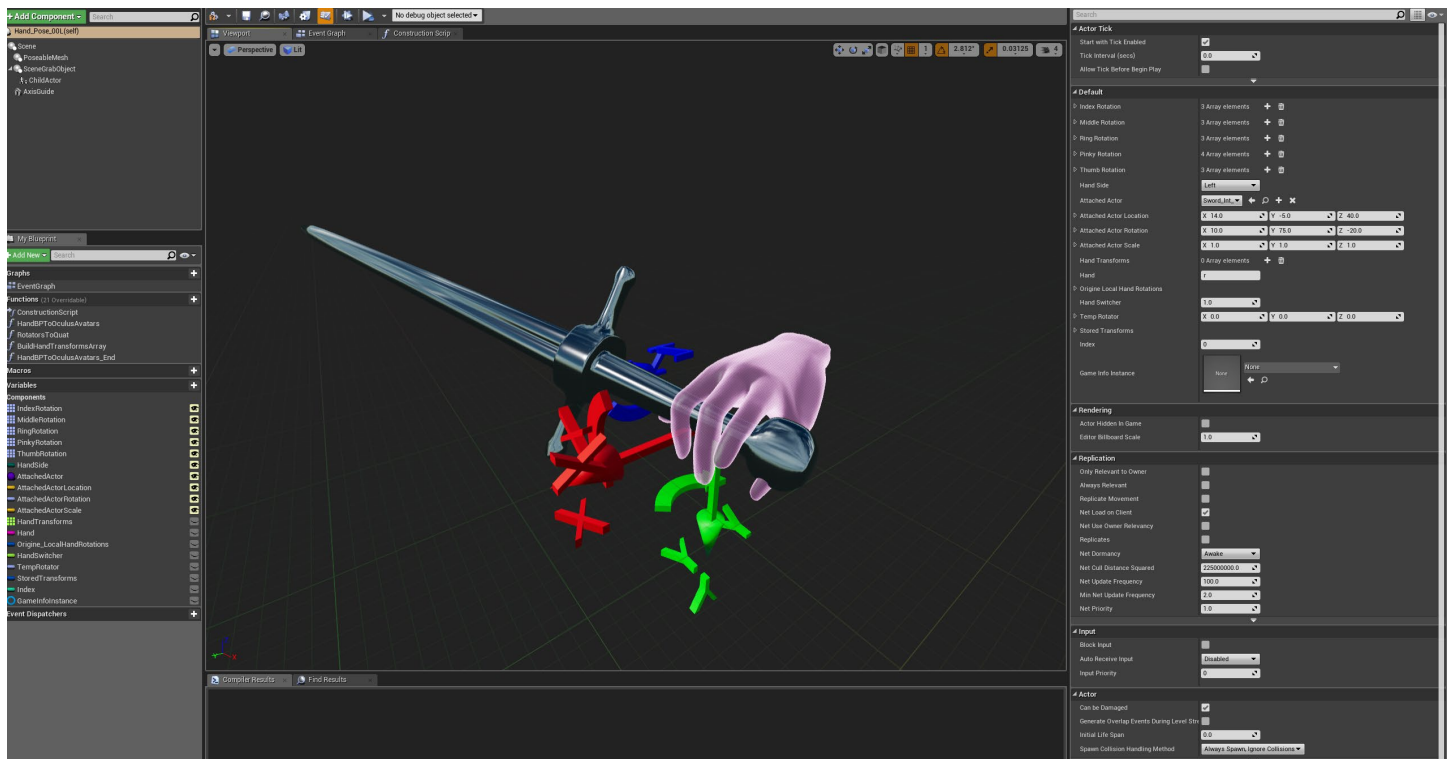 + Add Component
Search
Hand_Pose_00L(self)
Scene
PoseableMesh
SceneGrabObject
ChildActor
AxisGuide
My Blueprint
+ Add New
Search
Graphs
EventGraph
Functions (21 Overridable)
ConstructionScript
HandBPToOculusAvatars
RotatorsToQuat
BuildHandTransformsArray
HandBPToOculusAvatars_End
Macros
Variables
Components
IndexRotation
MiddleRotation
RingRotation
PinkyRotation
ThumbRotation
HandSide
AttachedActor
AttachedActorLocation
AttachedActorRotation
AttachedActorScale
HandTransforms
Hand
Origine_LocalHandRotations
HandSwitcher
TempRotator
StoredTransforms
Index
GameInfoInstance
Event Dispatchers
No debug object selected
Viewport
Event Graph
Construction Scrip
Perspective
Lit
1
2.812°
0.03125
4
X
X
Y
Y
Z
X
Compiler Results
Find Results
Search
Actor Tick
Start with Tick Enabled
Tick Interval (secs) 0.0
Allow Tick Before Begin Play
Default
Index Rotation 3 Array elements
Middle Rotation 3 Array elements
Ring Rotation 3 Array elements
Pinky Rotation 4 Array elements
Thumb Rotation 3 Array elements
Hand Side Left
Attached Actor Sword_Int_
Attached Actor Location X 14.0 Y -5.0 Z 40.0
Attached Actor Rotation X 10.0 Y 75.0 Z -20.0
Attached Actor Scale X 1.0 Y 1.0 Z 1.0
Hand Transforms 0 Array elements
Hand r
Origine Local Hand Rotations
Hand Switcher 1.0
Temp Rotator X 0.0 Y 0.0 Z 0.0
Stored Transforms
Index 0
Game Info Instance None None
Rendering
Actor Hidden In Game
Editor Billboard Scale 1.0
Replication
Only Relevant to Owner
Always Relevant
Replicate Movement
Net Load on Client
Net Use Owner Relevancy
Replicates
Net Dormancy Awake
Net Cull Distance Squared 225000000.0
Net Update Frequency 100.0
Min Net Update Frequency 2.0
Net Priority 1.0
Input
Block Input
Auto Receive Input Disabled
Input Priority 0
Actor
Can be Damaged
Generate Overlap Events During Level Stre
Initial Life Span 0.0
Spawn Collision Handling Method Always Spawn, Ignore Collisions